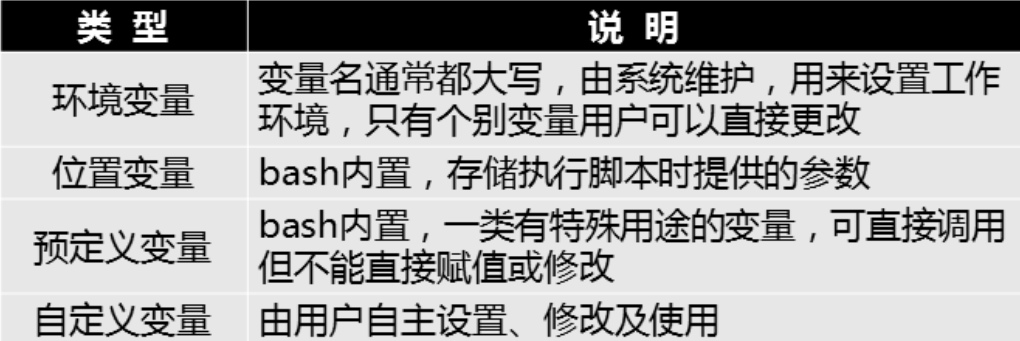 类 型 说 明
环境变量
变量名通常都大写，由系统维护，用来设置工作
环境，只有个别变量用户可以直接更改
位置变量 bash内置，存储执行脚本时提供的参数
预定义变量
bash内置，一类有特殊用途的变量，可直接调用
但不能直接赋值或修改
自定义变量 由用户自主设置、修改及使用